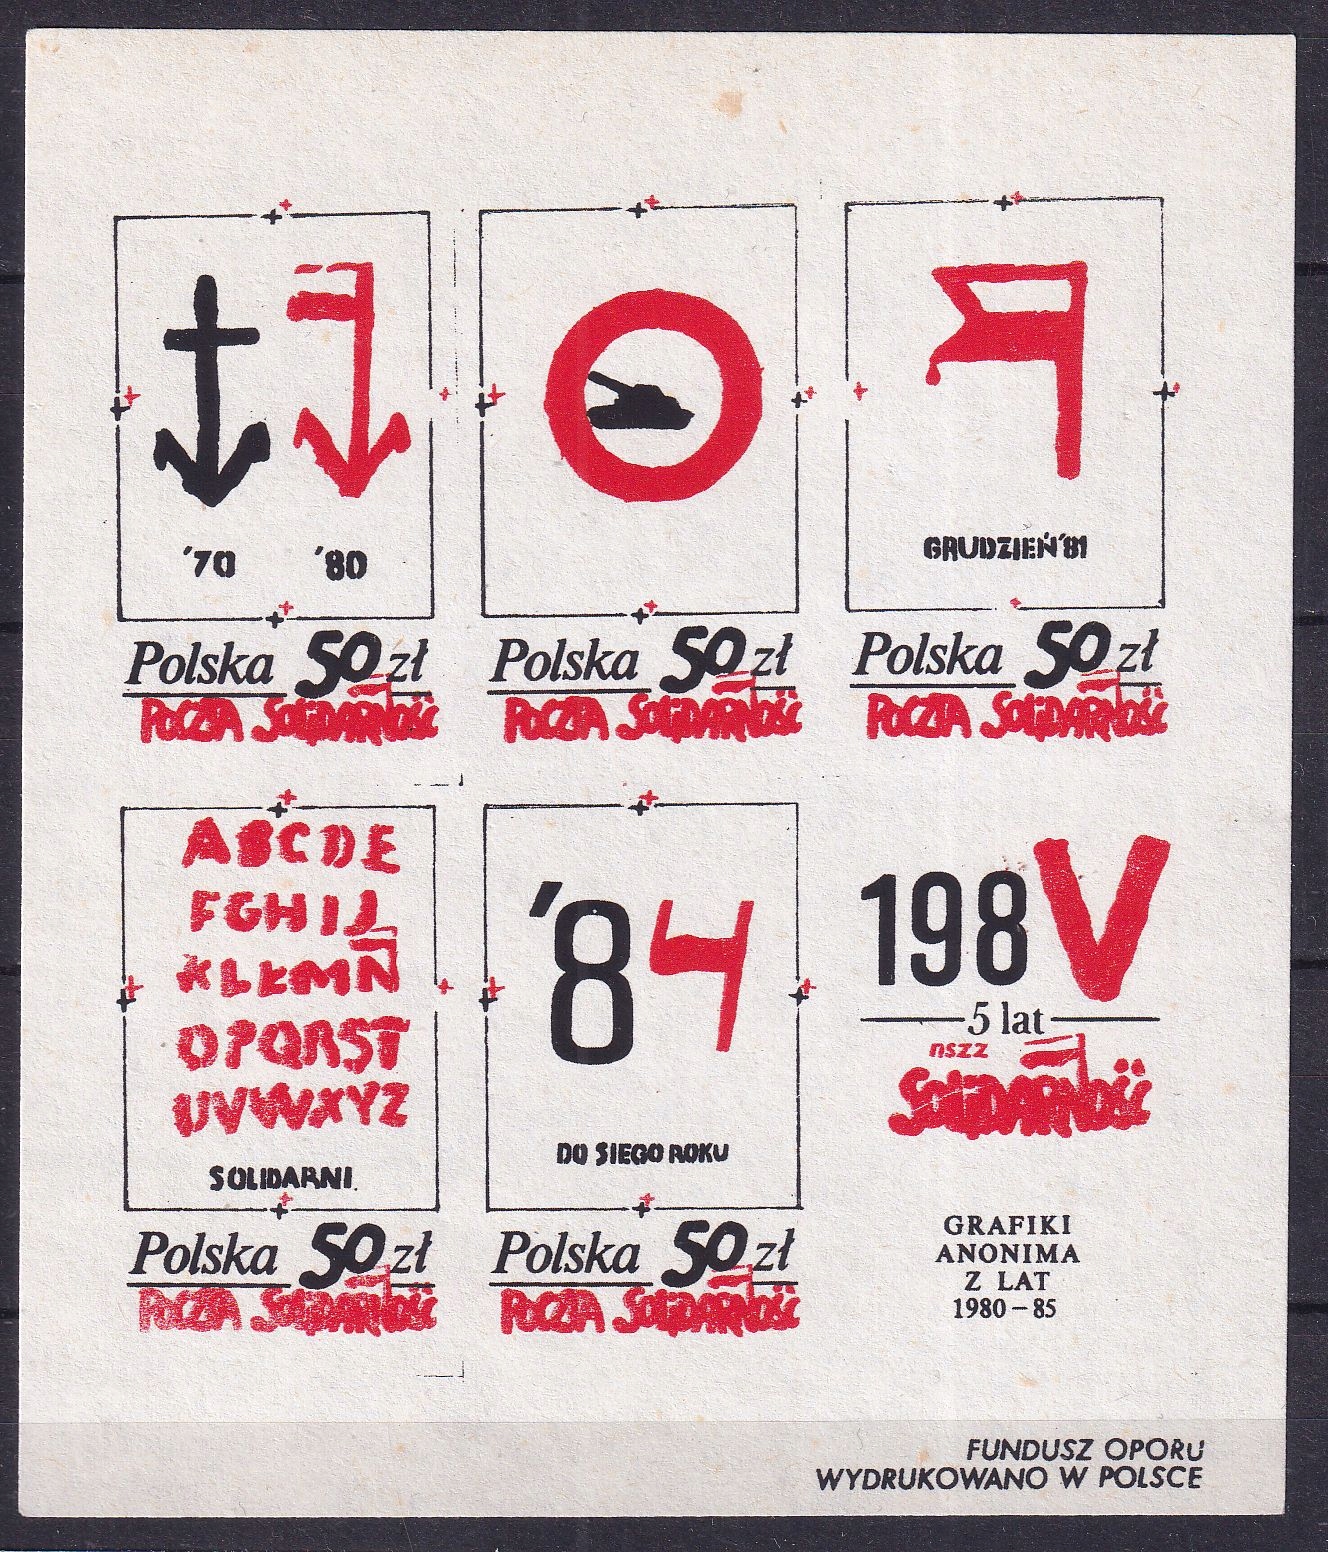 '70 '80
Polska 50 zł
POCZTA SOLIDARNOŚĆ
Polska 50 zł
POCZTA SOLIDARNOŚĆ
GRUDZIEŃ'81
Polska 50 zł
POCZTA SOLIDARNOŚĆ
ABCDE
FGHIJ
KLŁMN
OPQRST
UVWXYZ
SOLIDARNI.
Polska 50 zł
POCZTA SOLIDARNOŚĆ
'84
DO SIEGO ROKU
Polska 50 zł
POCZTA SOLIDARNOŚĆ
198V
5 lat
nszz
SOLIDARNOŚĆ
GRAFIKI
ANONIMA
Z LAT
1980–85
FUNDUSZ OPORU
WYDRUKOWANO W POLSCE